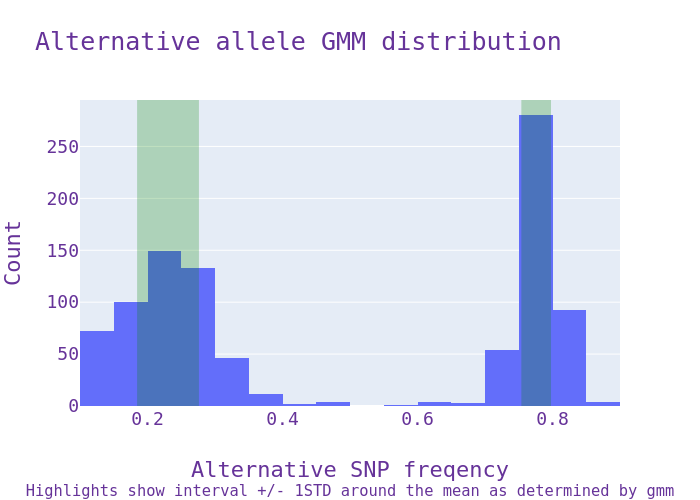 Alternative allele GMM distribution
Count
250
200
150
100
50
0
0.2 0.4 0.6 0.8
Alternative SNP freqency
Highlights show interval +/- 1STD around the mean as determined by gmm